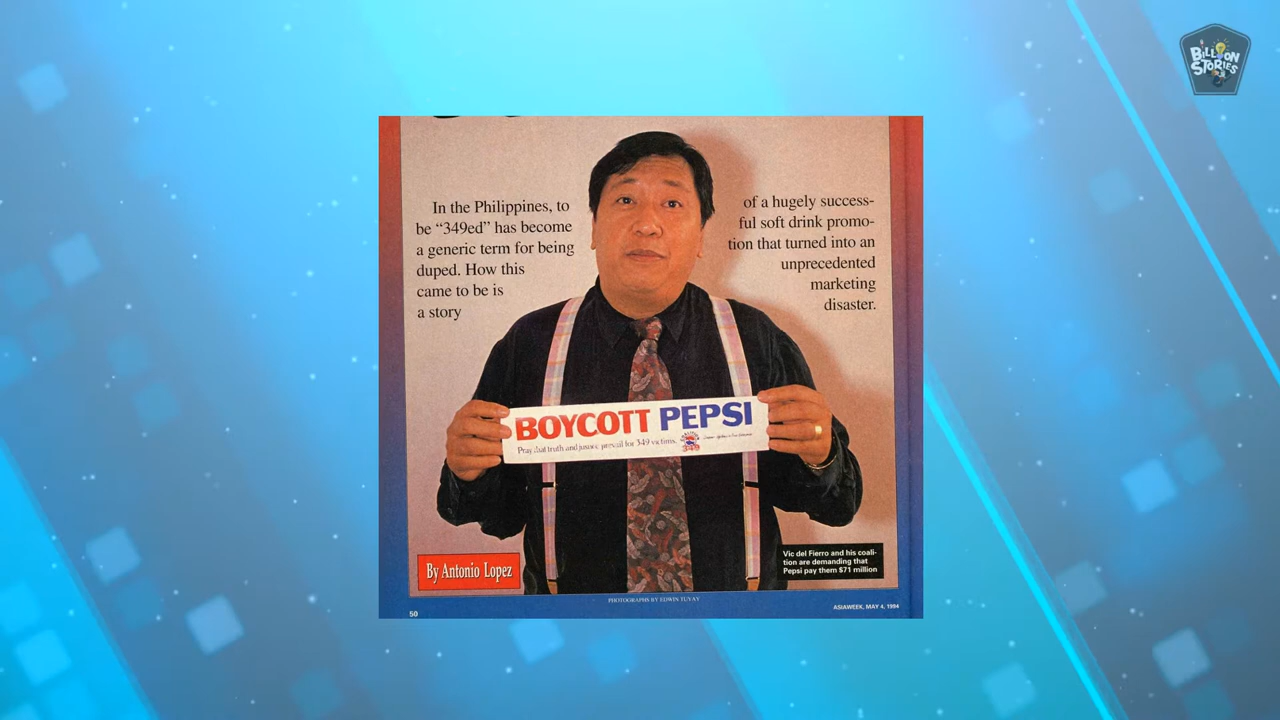 BILLION
STORIES
In the Philippines, to
be “349ed” has become
a generic term for being
duped. How this
came to be is
a story
of a hugely success-
ful soft drink promo-
tion that turned into an
unprecedented
marketing
disaster.
BOYCOTT PEPSI
Pray that truth and justice prevail for 349 victims.
349
By Antonio Lopez
Vic del Fierro and his coali-
tion are demanding that
Pepsi pay them $71 million
PHOTOGRAPHS BY EDWIN TUYAY
50
ASIAWEEK, MAY 4, 1994